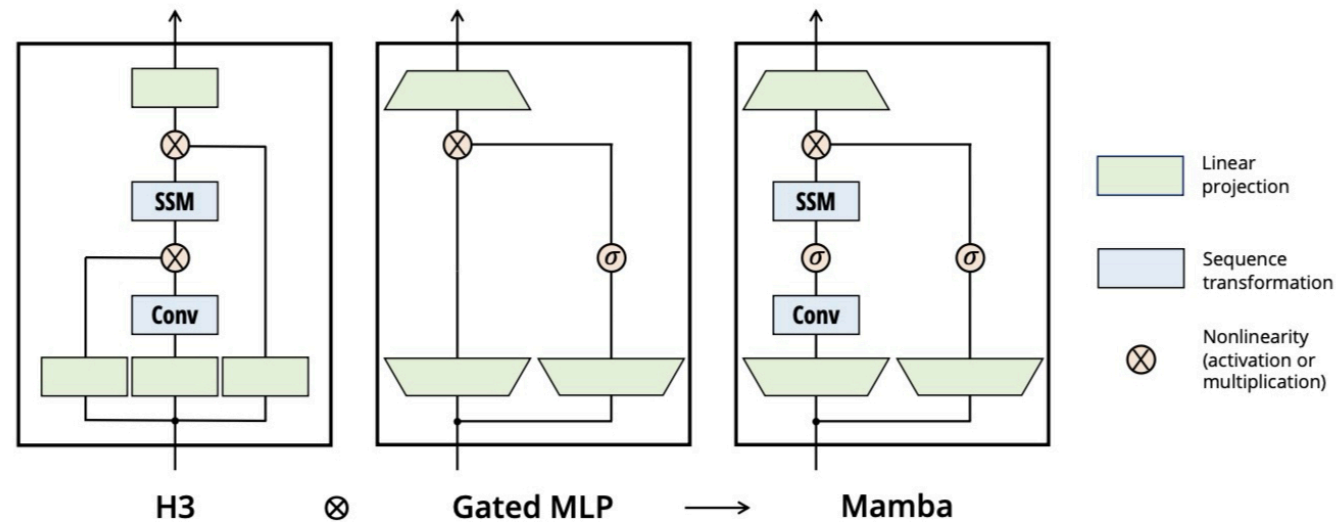 SSM
Conv
σ
SSM
σ
Conv
σ
Linear
projection
Sequence
transformation
Nonlinearity
(activation or
multiplication)
H3 ⊗ Gated MLP → Mamba